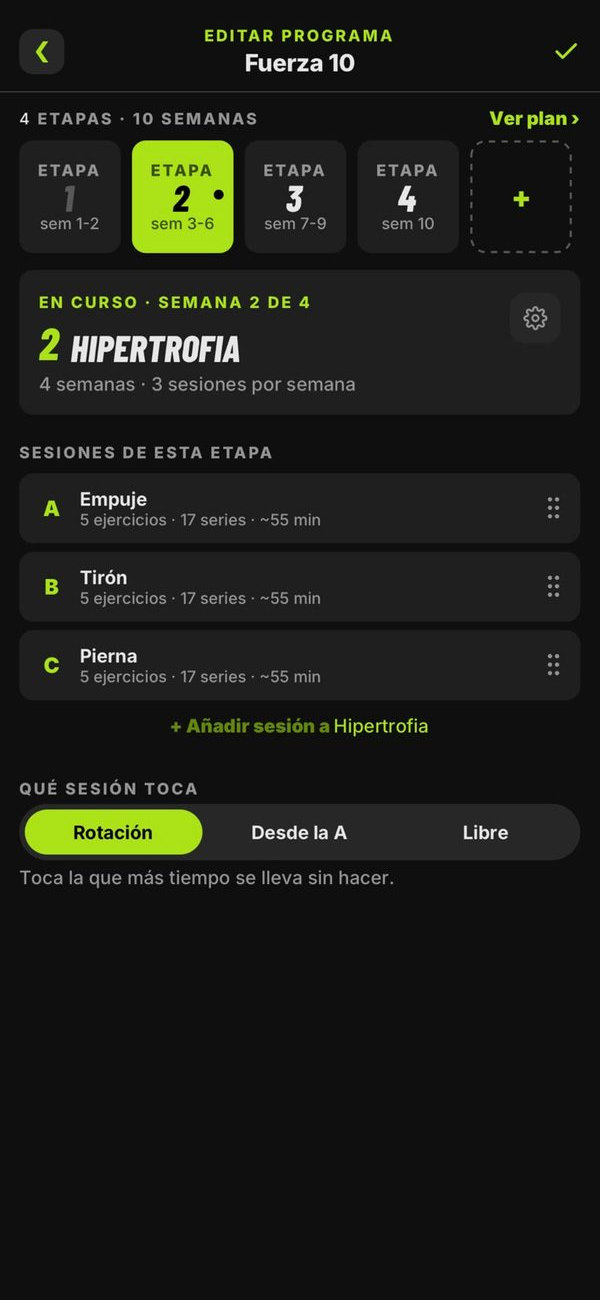 EDITAR PROGRAMA
Fuerza 10
4 ETAPAS · 10 SEMANAS
Ver plan ›
ETAPA
1
sem 1-2
ETAPA
2
sem 3-6
ETAPA
3
sem 7-9
ETAPA
4
sem 10
+
EN CURSO · SEMANA 2 DE 4
2 HIPERTROFIA
4 semanas · 3 sesiones por semana
SESIONES DE ESTA ETAPA
A
Empuje
5 ejercicios · 17 series · ~55 min
B
Tirón
5 ejercicios · 17 series · ~55 min
C
Pierna
5 ejercicios · 17 series · ~55 min
+ Añadir sesión a Hipertrofia
QUÉ SESIÓN TOCA
Rotación
Desde la A
Libre
Toca la que más tiempo se lleva sin hacer.